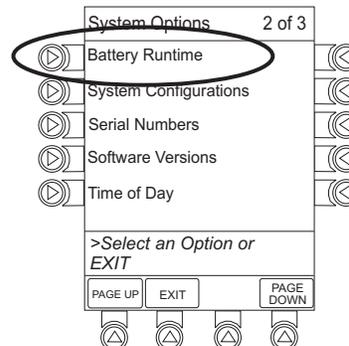 System Options 2 of 3
Battery Runtime
System Configurations
Serial Numbers
Software Versions
Time of Day
>Select an Option or
EXIT
PAGE UP EXIT PAGE
DOWN